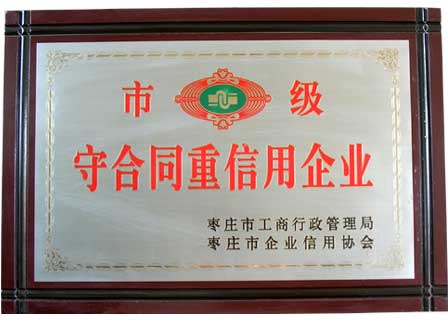 市 级
守合同重信用企业
枣庄市工商行政管理局
枣庄市企业信用协会